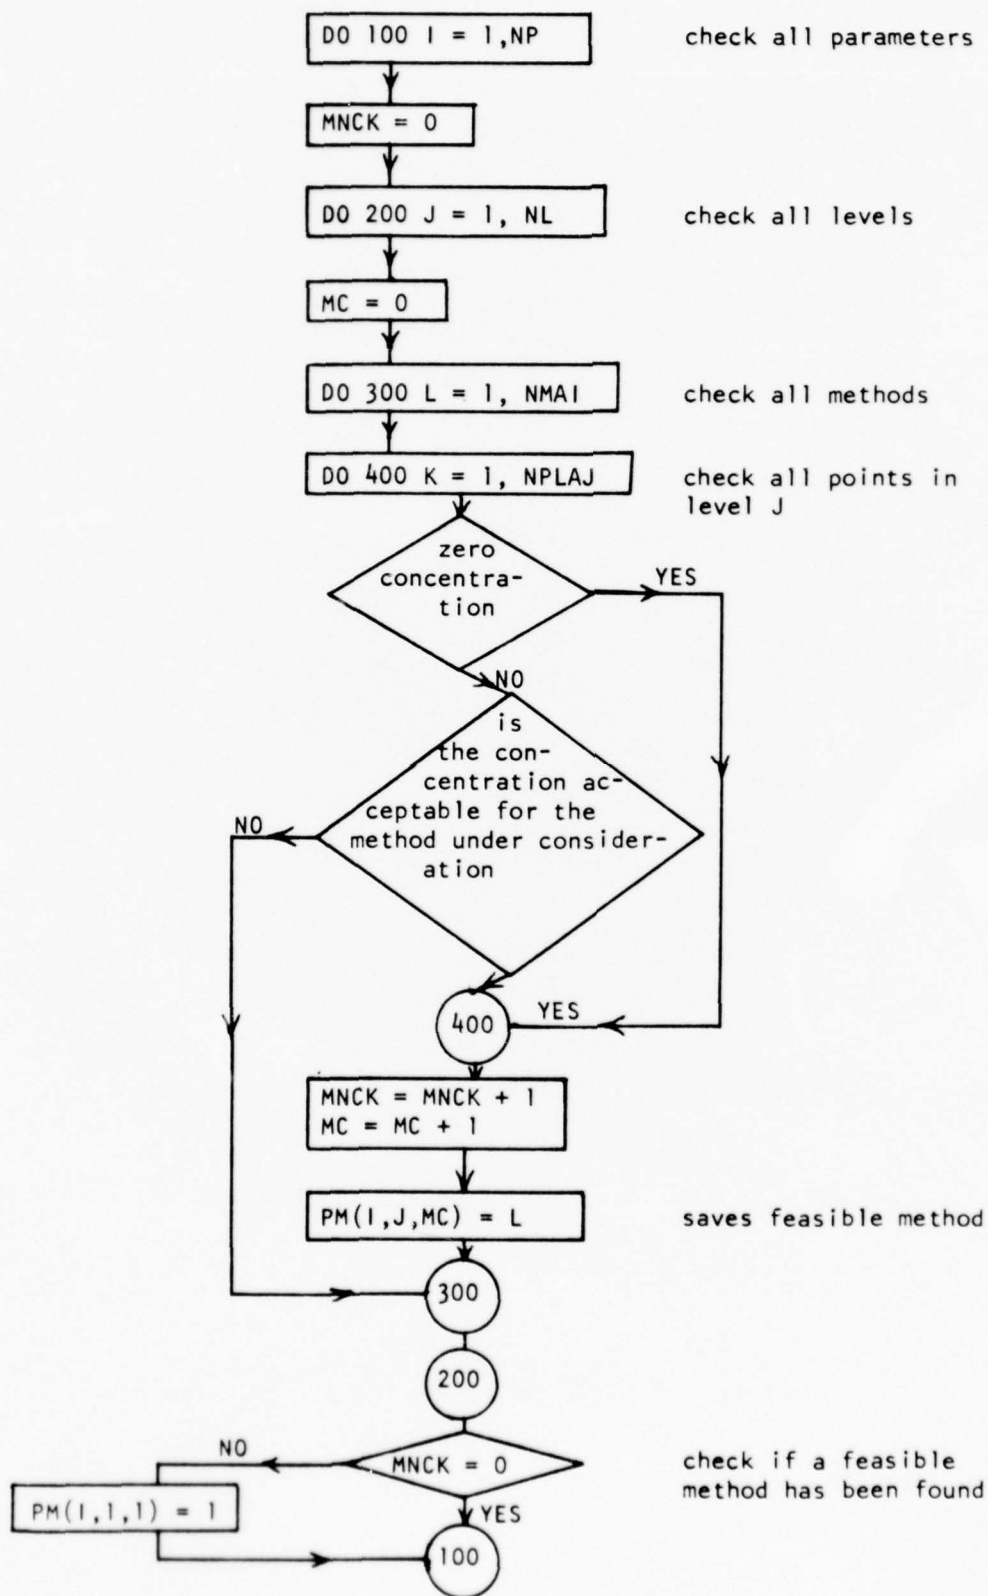 DO 100 I = 1,NP
check all parameters
MNCK = 0
DO 200 J = 1, NL
check all levels
MC = 0
DO 300 L = 1, NMAI
check all methods
DO 400 K = 1, NPLAJ
check all points in
level J
zero
concentra-
tion
YES
NO
is
the con-
centration ac-
ceptable for the
method under consider-
ation
NO
400
YES
MNCK = MNCK + 1
MC = MC + 1
PM(I,J,MC) = L
saves feasible method
300
200
NO
MNCK = 0
check if a feasible
method has been found
PM(I,1,1) = 1
YES
100